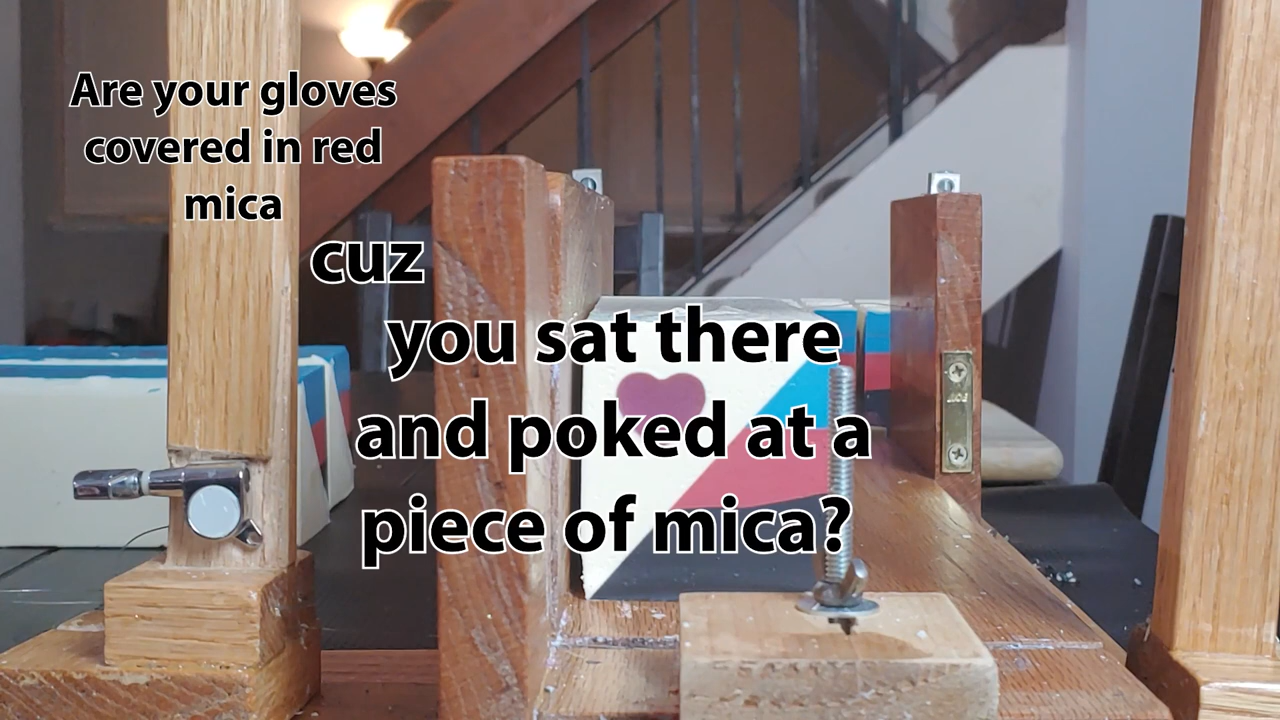 Are your gloves
covered in red
mica
cuz
you sat there
and poked at a
piece of mica?